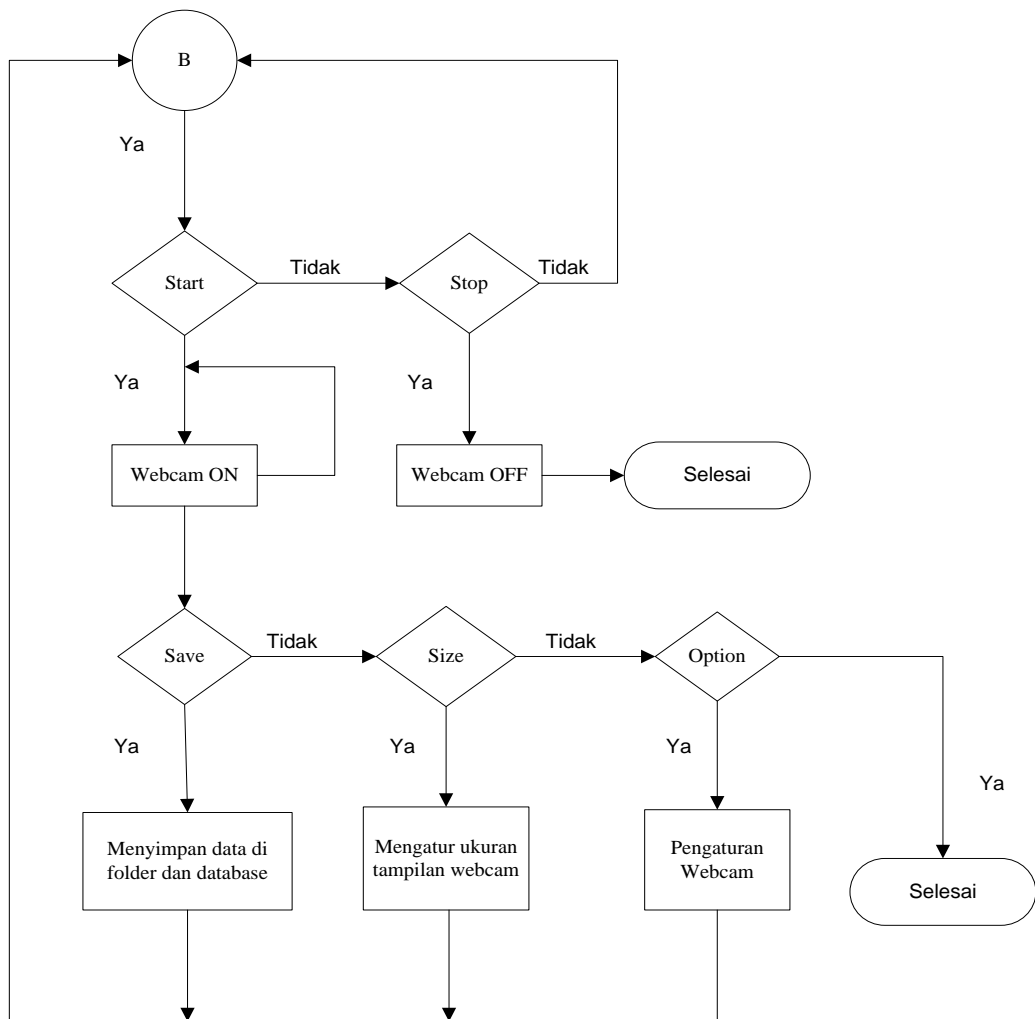 B
Ya
Start
Tidak
Stop
Tidak
Ya
Ya
Webcam ON
Webcam OFF
Selesai
Save
Tidak
Size
Tidak
Option
Ya
Ya
Ya
Ya
Menyimpan data di
folder dan database
Mengatur ukuran
tampilan webcam
Pengaturan
Webcam
Selesai